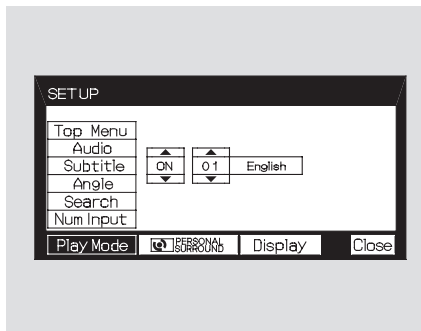 SETUP
Top Menu
Audio
Subtitle ON 01 English
Angle
Search
Num Input
Play Mode PERSONAL SURROUND Display Close